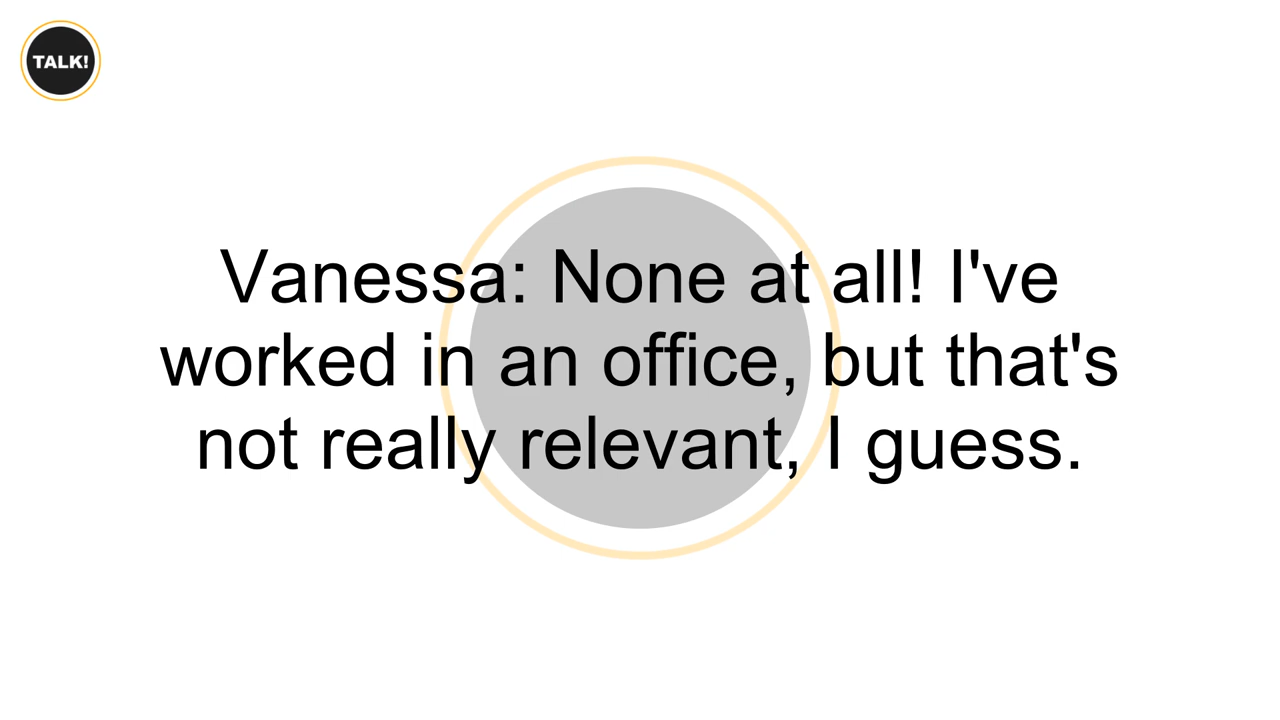 TALK!
Vanessa: None at all! I've
worked in an office, but that's
not really relevant, I guess.